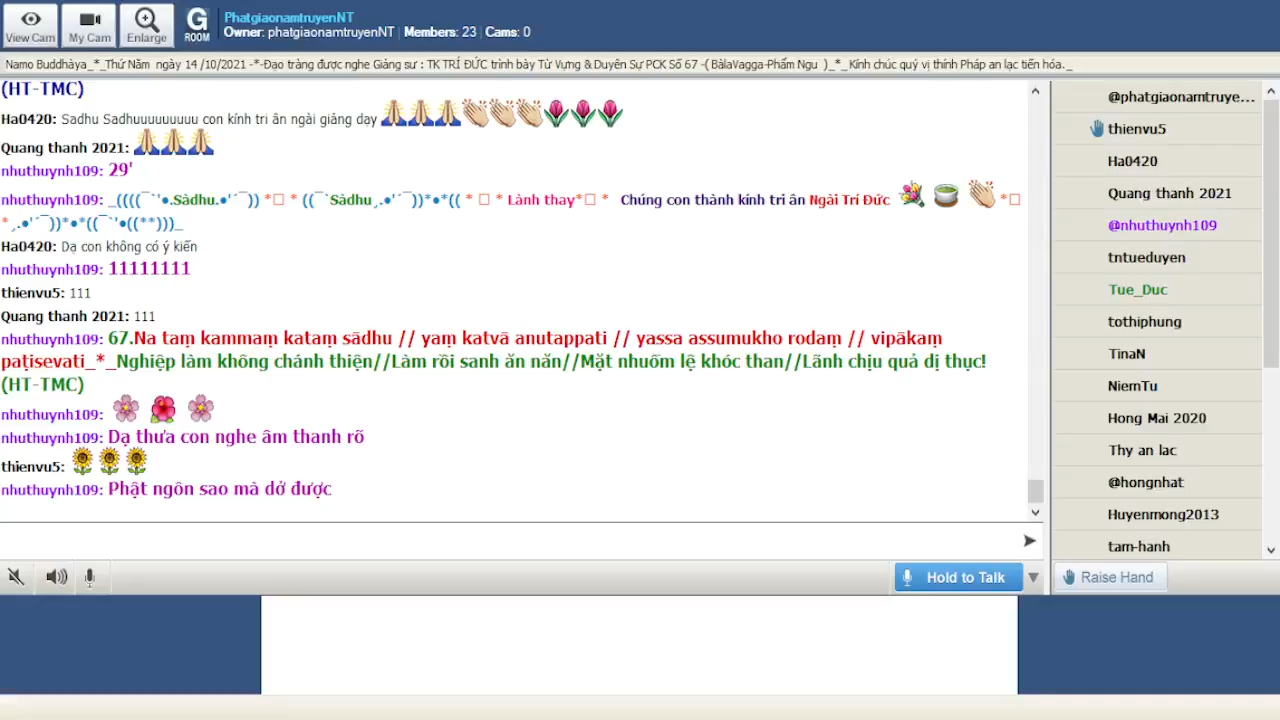 View Cam
My Cam
Enlarge
G
ROOM
PhatgiaonamtruyenNT
Owner: phatgiaonamtruyenNT | Members: 23 | Cams: 0
Namo Buddhàya_*_Thứ Năm ngày 14 /10/2021 -*-Đạo tràng được nghe Giảng sư : TK TRÍ ĐỨC trình bày Từ Vựng & Duyên Sự PCK Số 67 -( BàlaVagga-Phẩm Ngu )_*_ Kính chúc quý vị thính Pháp an lạc tiến hóa._
(HT-TMC)
Ha0420: Sadhu Sadhuuuuuuuuu con kính tri ân ngài giảng dạy 🙏🙏🙏👏👏👏🌷🌷🌷
Quang thanh 2021: 🙏🙏🙏
nhuthuynh109: 29'
nhuthuynh109: _((((¯`'•.Sàdhu.•'´¯)) *□ * ((¯`Sàdhu¸.•'´¯))*•*(( * □ * Lành thay*□ * Chúng con thành kính tri ân Ngài Trí Đức 💐 🍵 👏 *□
*¸.•'´¯))*•*((¯`'•((**)))_
Ha0420: Dạ con không có ý kiến
nhuthuynh109: 11111111
thienvu5: 111
Quang thanh 2021: 111
nhuthuynh109: 67.Na taṃ kammaṃ kataṃ sādhu // yaṃ katvā anutappati // yassa assumukho rodaṃ // vipākaṃ
paṭisevati_*_Nghiệp làm không chánh thiện//Làm rồi sanh ăn năn//Mặt nhuốm lệ khóc than//Lãnh chịu quả dị thục!
(HT-TMC)
nhuthuynh109: 🌸 🌺 🌸
nhuthuynh109: Dạ thưa con nghe âm thanh rõ
thienvu5: 🌻🌻🌻
nhuthuynh109: Phật ngôn sao mà dở được
Hold to Talk
@phatgiaonamtruye...
thienvu5
Ha0420
Quang thanh 2021
@nhuthuynh109
tntueduyen
Tue_Duc
tothiphung
TinaN
NiemTu
Hong Mai 2020
Thy an lac
@hongnhat
Huyenmong2013
tam-hanh
Raise Hand